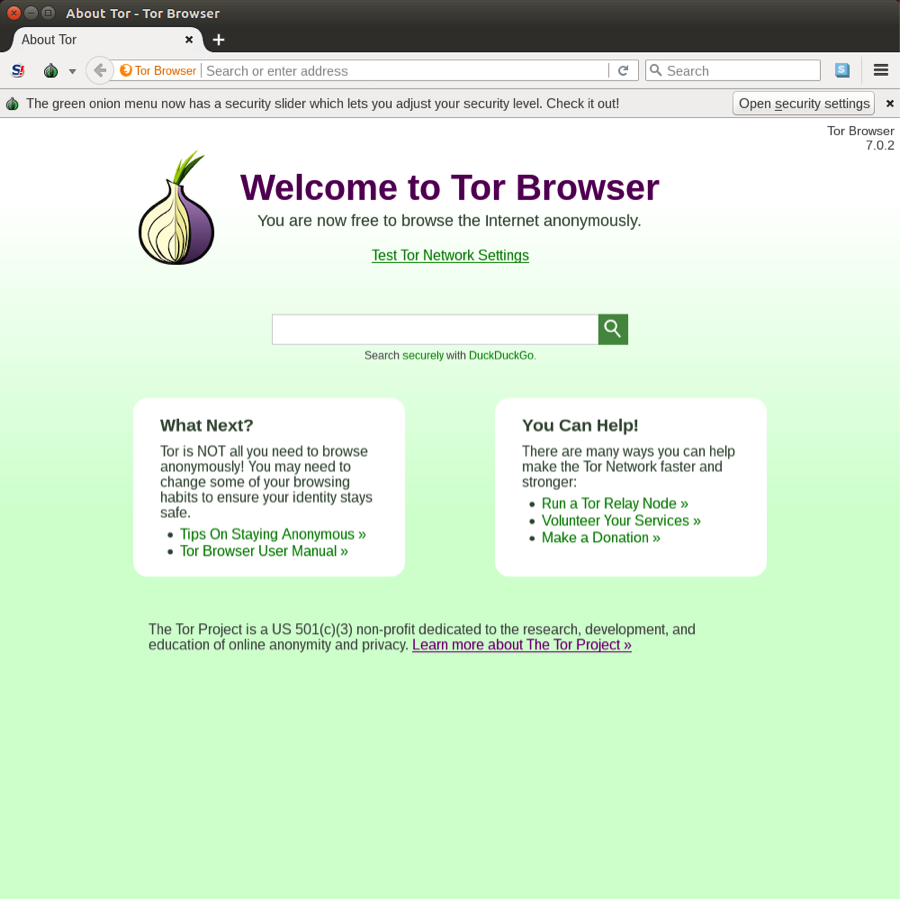 About Tor - Tor Browser
About Tor
Tor Browser
Search or enter address
Search
The green onion menu now has a security slider which lets you adjust your security level. Check it out!
Open security settings
Tor Browser
7.0.2
Welcome to Tor Browser
You are now free to browse the Internet anonymously.
Test Tor Network Settings
Search securely with DuckDuckGo.
What Next?
Tor is NOT all you need to browse
anonymously! You may need to
change some of your browsing
habits to ensure your identity stays
safe.
• Tips On Staying Anonymous »
• Tor Browser User Manual »
You Can Help!
There are many ways you can help
make the Tor Network faster and
stronger:
• Run a Tor Relay Node »
• Volunteer Your Services »
• Make a Donation »
The Tor Project is a US 501(c)(3) non-profit dedicated to the research, development, and
education of online anonymity and privacy. Learn more about The Tor Project »